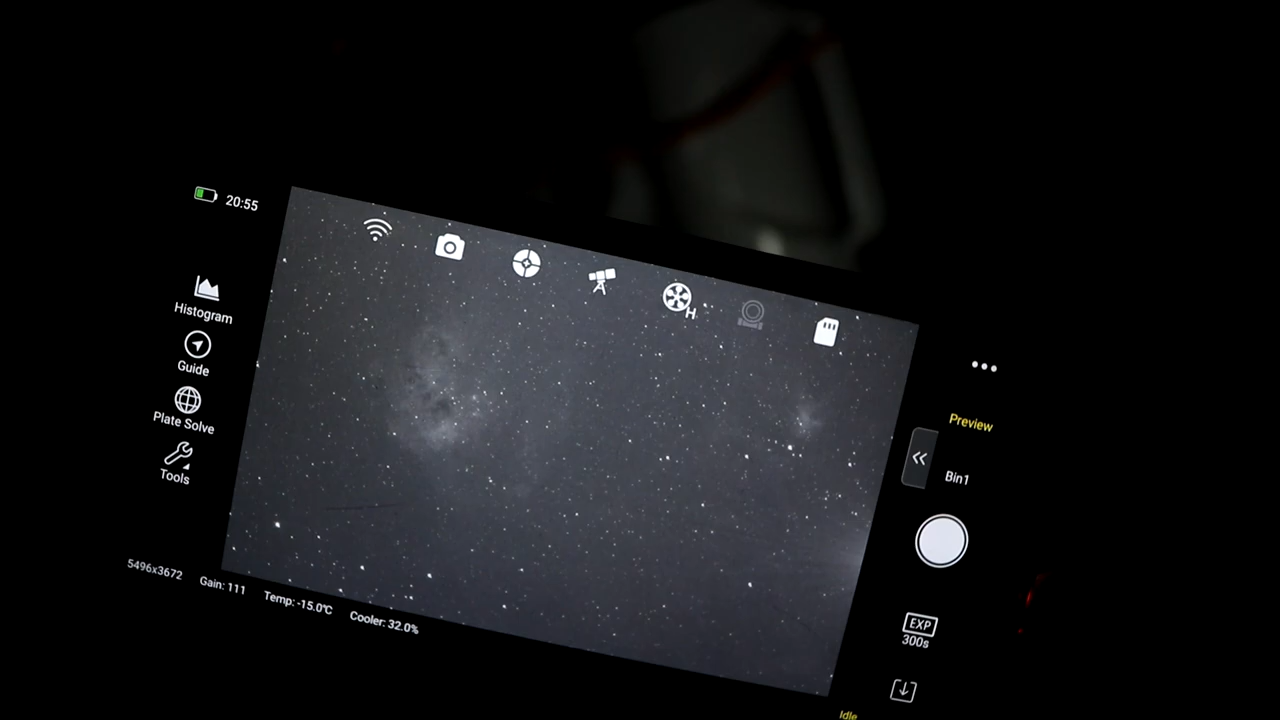 20:55
H
Histogram
Guide
Plate Solve
Tools
Preview
Bin1
EXP
300s
5496x3672 Gain: 111 Temp: -15.0℃ Cooler: 32.0%
Idle